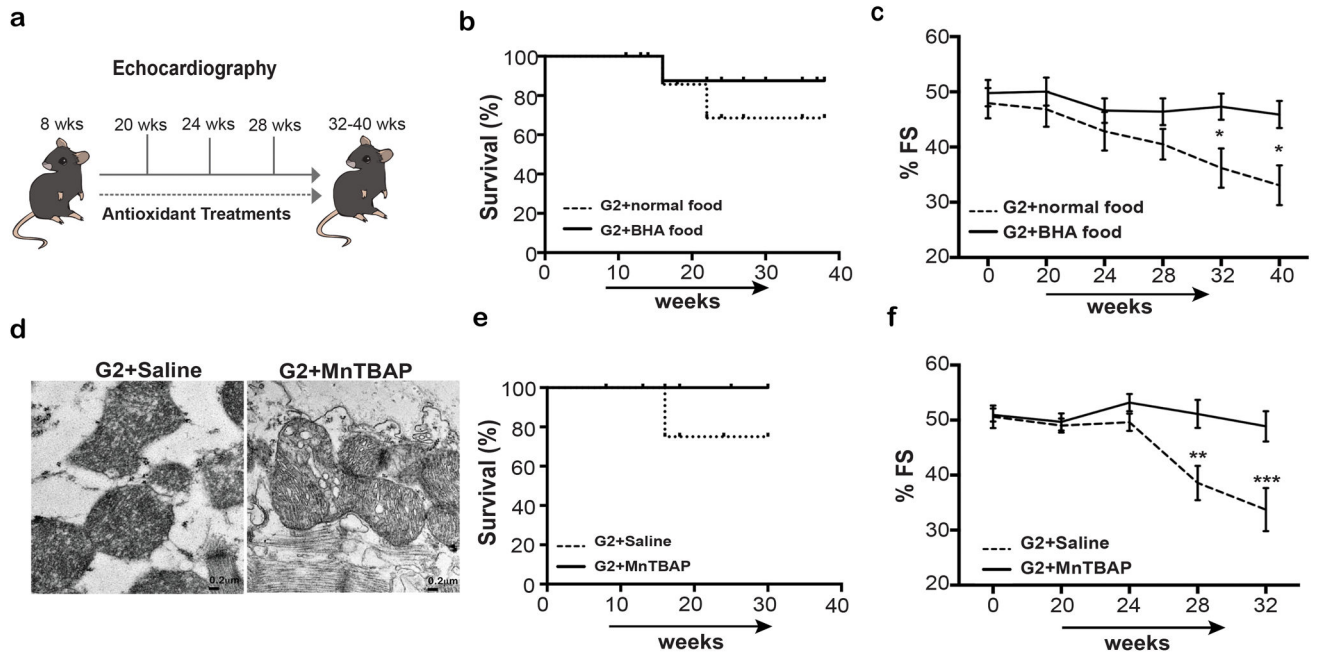 a
Echocardiography
8 wks
20 wks
24 wks
28 wks
32-40 wks
Antioxidant Treatments
b
Survival (%)
100
80
60
40
20
0
G2+normal food
G2+BHA food
0 10 20 30 40
weeks
c
% FS
60
50
40
30
20
*
*
G2+normal food
G2+BHA food
0 20 24 28 32 40
weeks
d
G2+Saline
G2+MnTBAP
0.2µm
0.2µm
e
Survival (%)
100
80
60
40
20
0
G2+Saline
G2+MnTBAP
0 10 20 30 40
weeks
f
% FS
60
50
40
30
20
**
***
G2+Saline
G2+MnTBAP
0 20 24 28 32
weeks